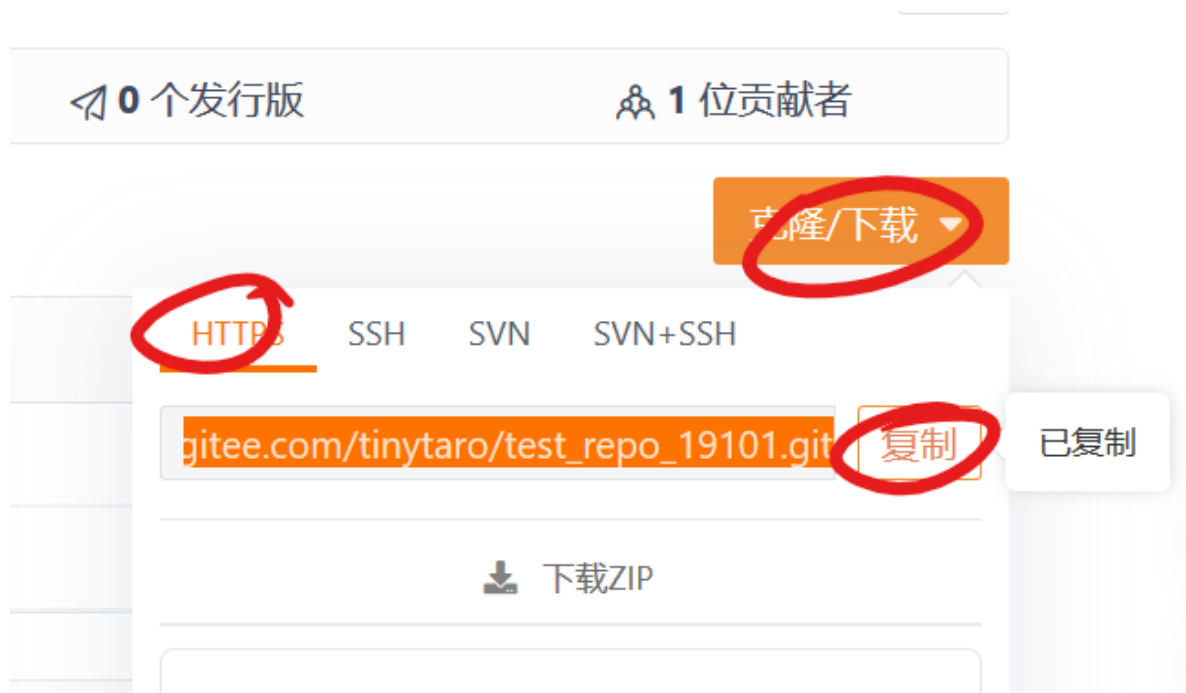 0 个发行版
1 位贡献者
克隆/下载
HTTPS SSH SVN SVN+SSH
gitee.com/tinytaro/test_repo_19101.git
复制
已复制
下载ZIP